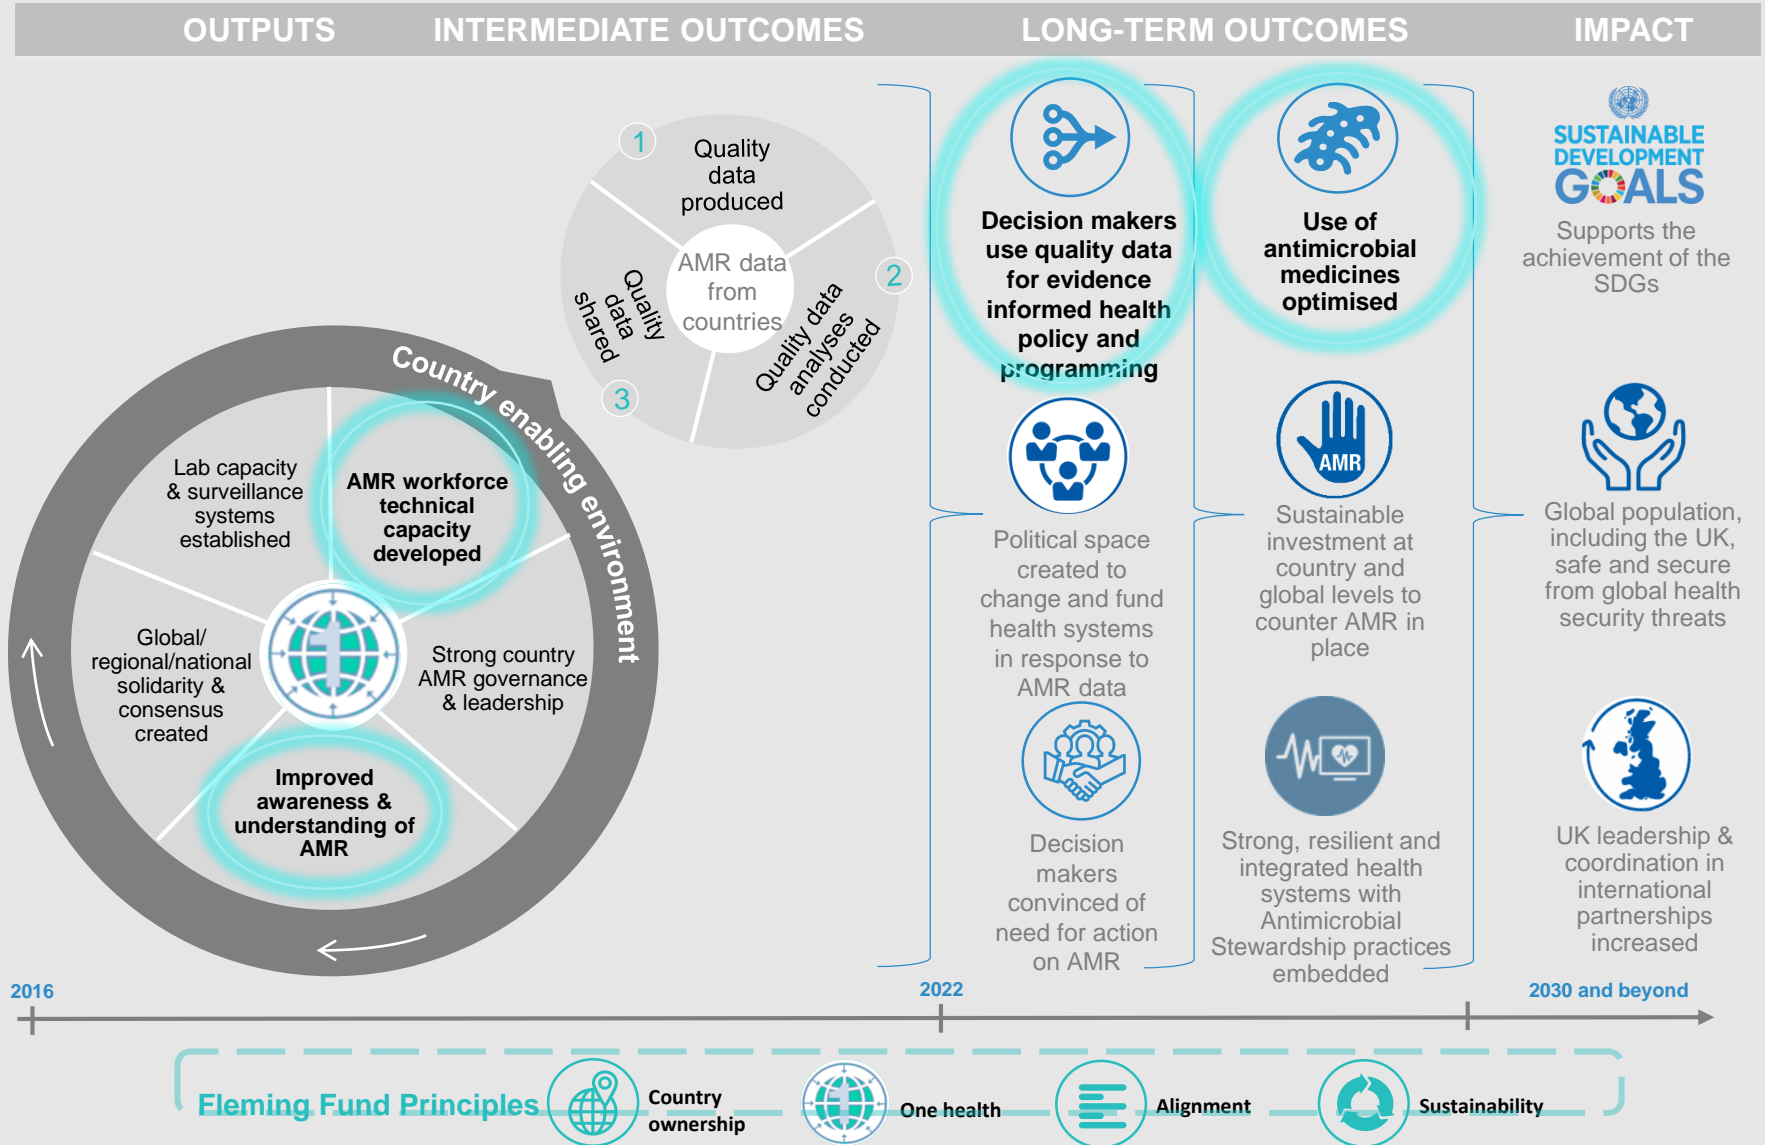 OUTPUTS
INTERMEDIATE OUTCOMES
LONG-TERM OUTCOMES
IMPACT
Country enabling environment
Lab capacity
& surveillance
systems
established
AMR workforce
technical
capacity
developed
Strong country
AMR governance
& leadership
Improved
awareness &
understanding of
AMR
Global/
regional/national
solidarity &
consensus
created
1
Quality
data
produced
2
Quality data
analyses
conducted
3
Quality
data
shared
AMR data
from
countries
Decision makers
use quality data
for evidence
informed health
policy and
programming
Political space
created to
change and fund
health systems
in response to
AMR data
Decision
makers
convinced of
need for action
on AMR
Use of
antimicrobial
medicines
optimised
AMR
Sustainable
investment at
country and
global levels to
counter AMR in
place
Strong, resilient and
integrated health
systems with
Antimicrobial
Stewardship practices
embedded
SUSTAINABLE
DEVELOPMENT
GOALS
Supports the
achievement of the
SDGs
Global population,
including the UK,
safe and secure
from global health
security threats
UK leadership &
coordination in
international
partnerships
increased
2016
2022
2030 and beyond
Fleming Fund Principles
Country
ownership
One health
Alignment
Sustainability